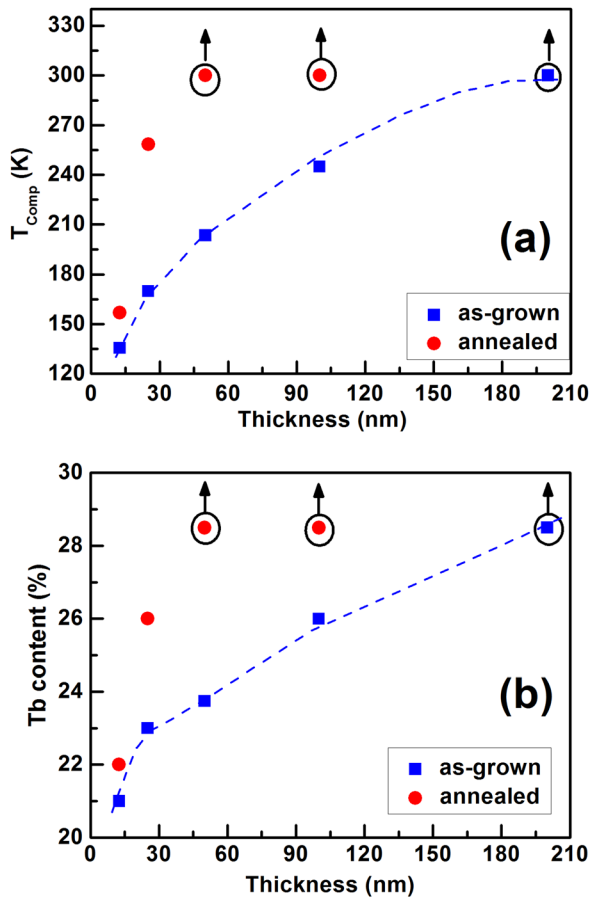 300
270
240
210
180
150
120
T_Comp (K)
(a)
as-grown
annealed
0 30 60 90 120 150 180 210
Thickness (nm)
30
28
26
24
22
20
Tb content (%)
(b)
as-grown
annealed
0 30 60 90 120 150 180 210
Thickness (nm)